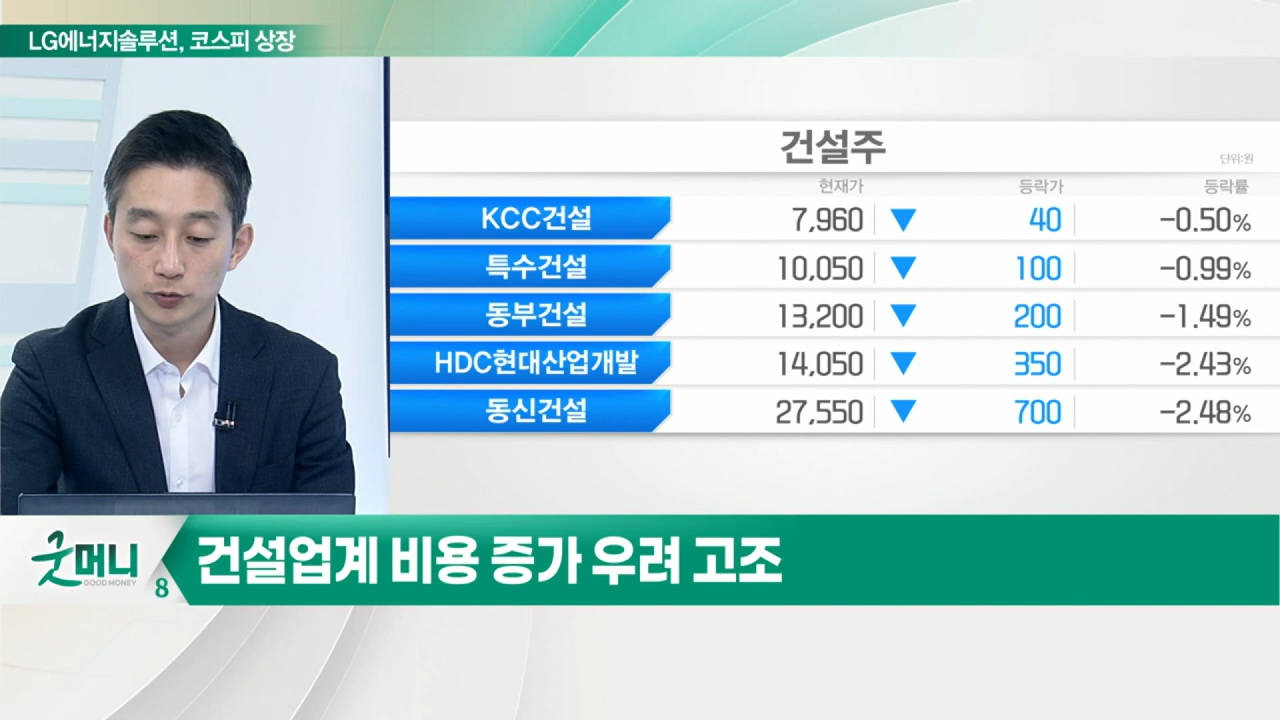 LG에너지솔루션, 코스피 상장
건설주
단위:원
현재가 등락가 등락률
KCC건설 7,960 ▼ 40 -0.50%
특수건설 10,050 ▼ 100 -0.99%
동부건설 13,200 ▼ 200 -1.49%
HDC현대산업개발 14,050 ▼ 350 -2.43%
동신건설 27,550 ▼ 700 -2.48%
굿머니
GOOD MONEY
8
건설업계 비용 증가 우려 고조